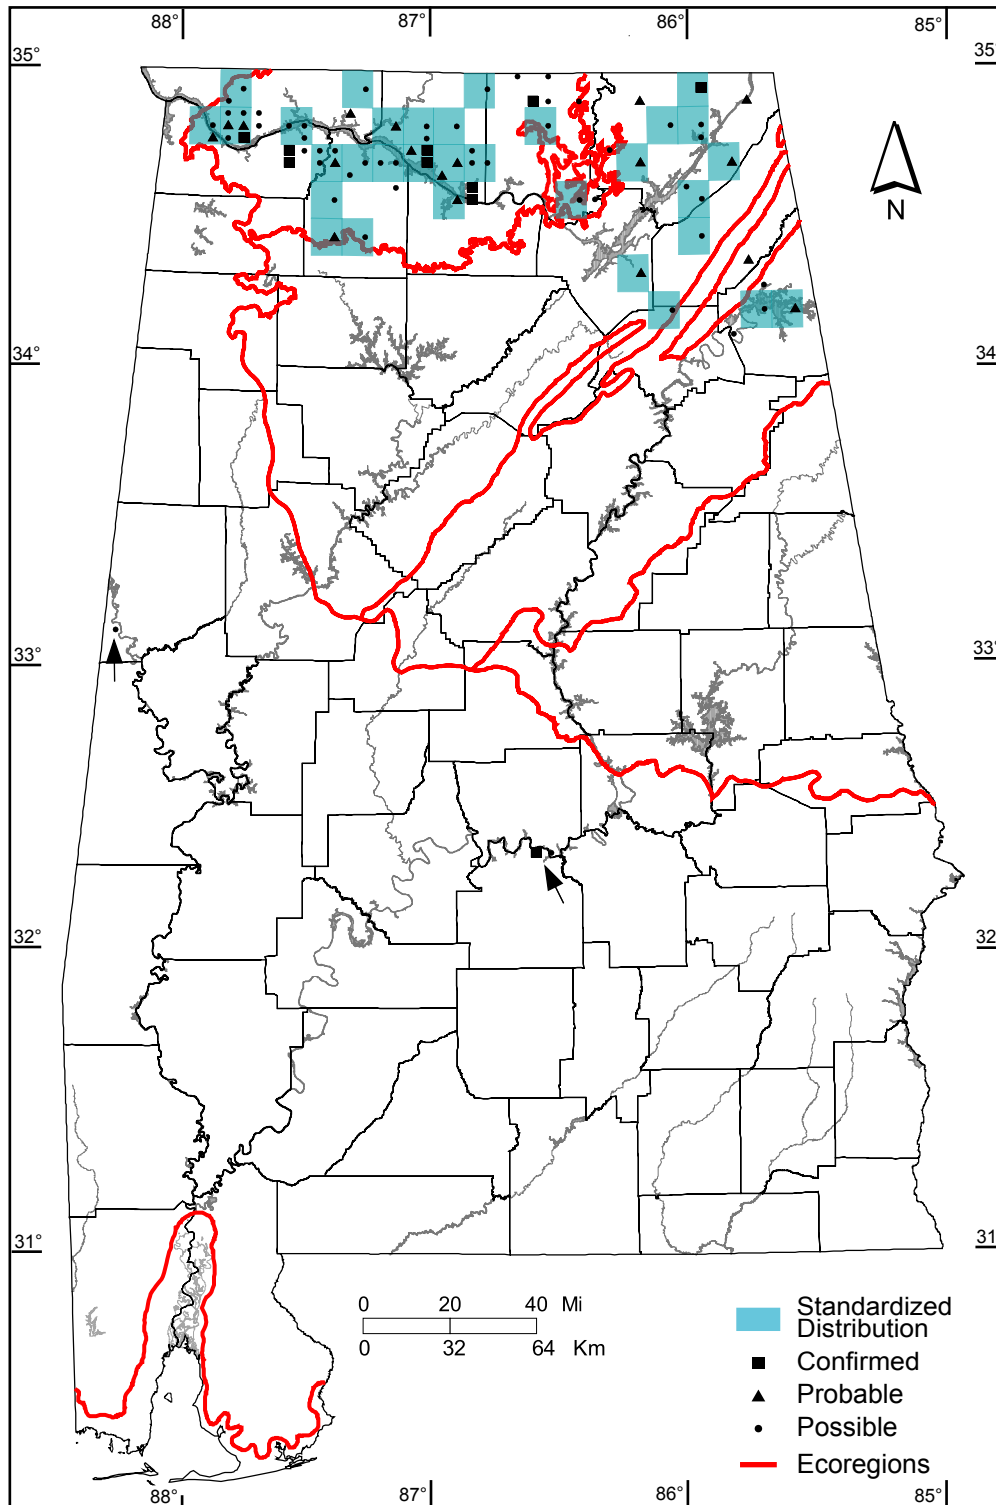 88° 87° 86° 85°
35° 35°
N
34° 34
33° 33°
32° 32
31° 31
0 20 40 Mi
0 32 64 Km
Standardized
Distribution
Confirmed
Probable
Possible
Ecoregions
88° 87° 86° 85°